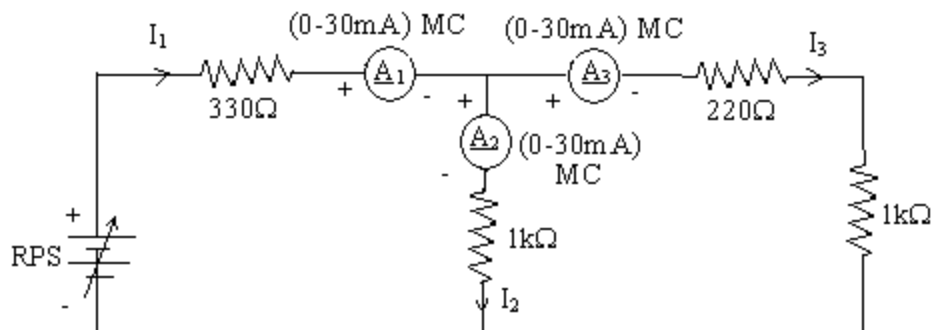 (0-30mA) MC
(0-30mA) MC
I1
I3
A1
A3
+
-
+
+
-
330Ω
220Ω
A2
(0-30mA)
MC
-
+
1kΩ
1kΩ
RPS
-
I2